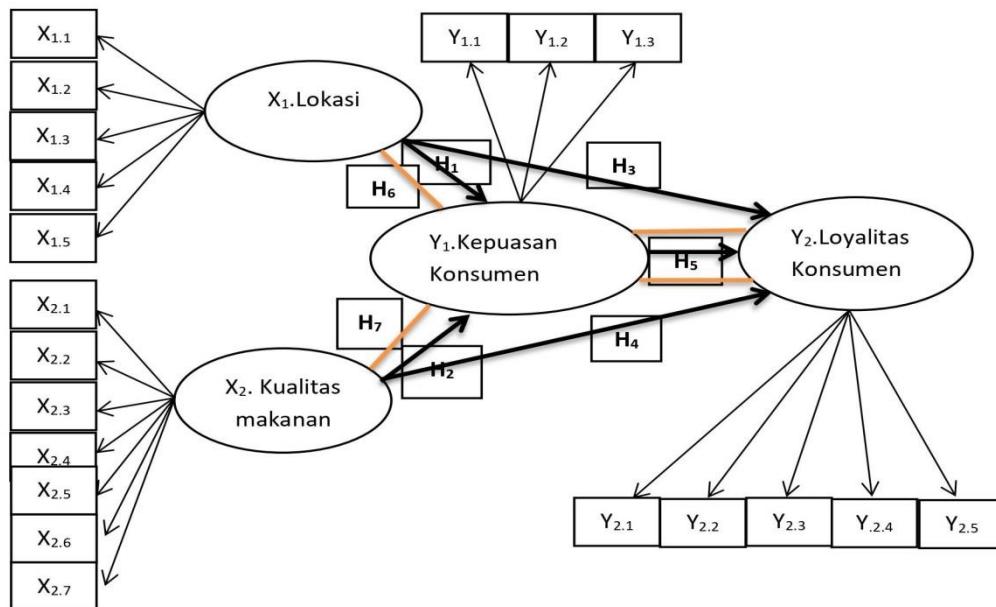 X1.1
X1.2
X1.3
X1.4
X1.5
X1.Lokasi
Y1.1
Y1.2
Y1.3
H1
H6
H3
Y1.Kepuasan
Konsumen
H5
Y2.Loyalitas
Konsumen
X2.1
X2.2
X2.3
X2.4
X2.5
X2.6
X2.7
H7
H2
H4
X2. Kualitas
makanan
Y2.1
Y2.2
Y2.3
Y.2.4
Y2.5